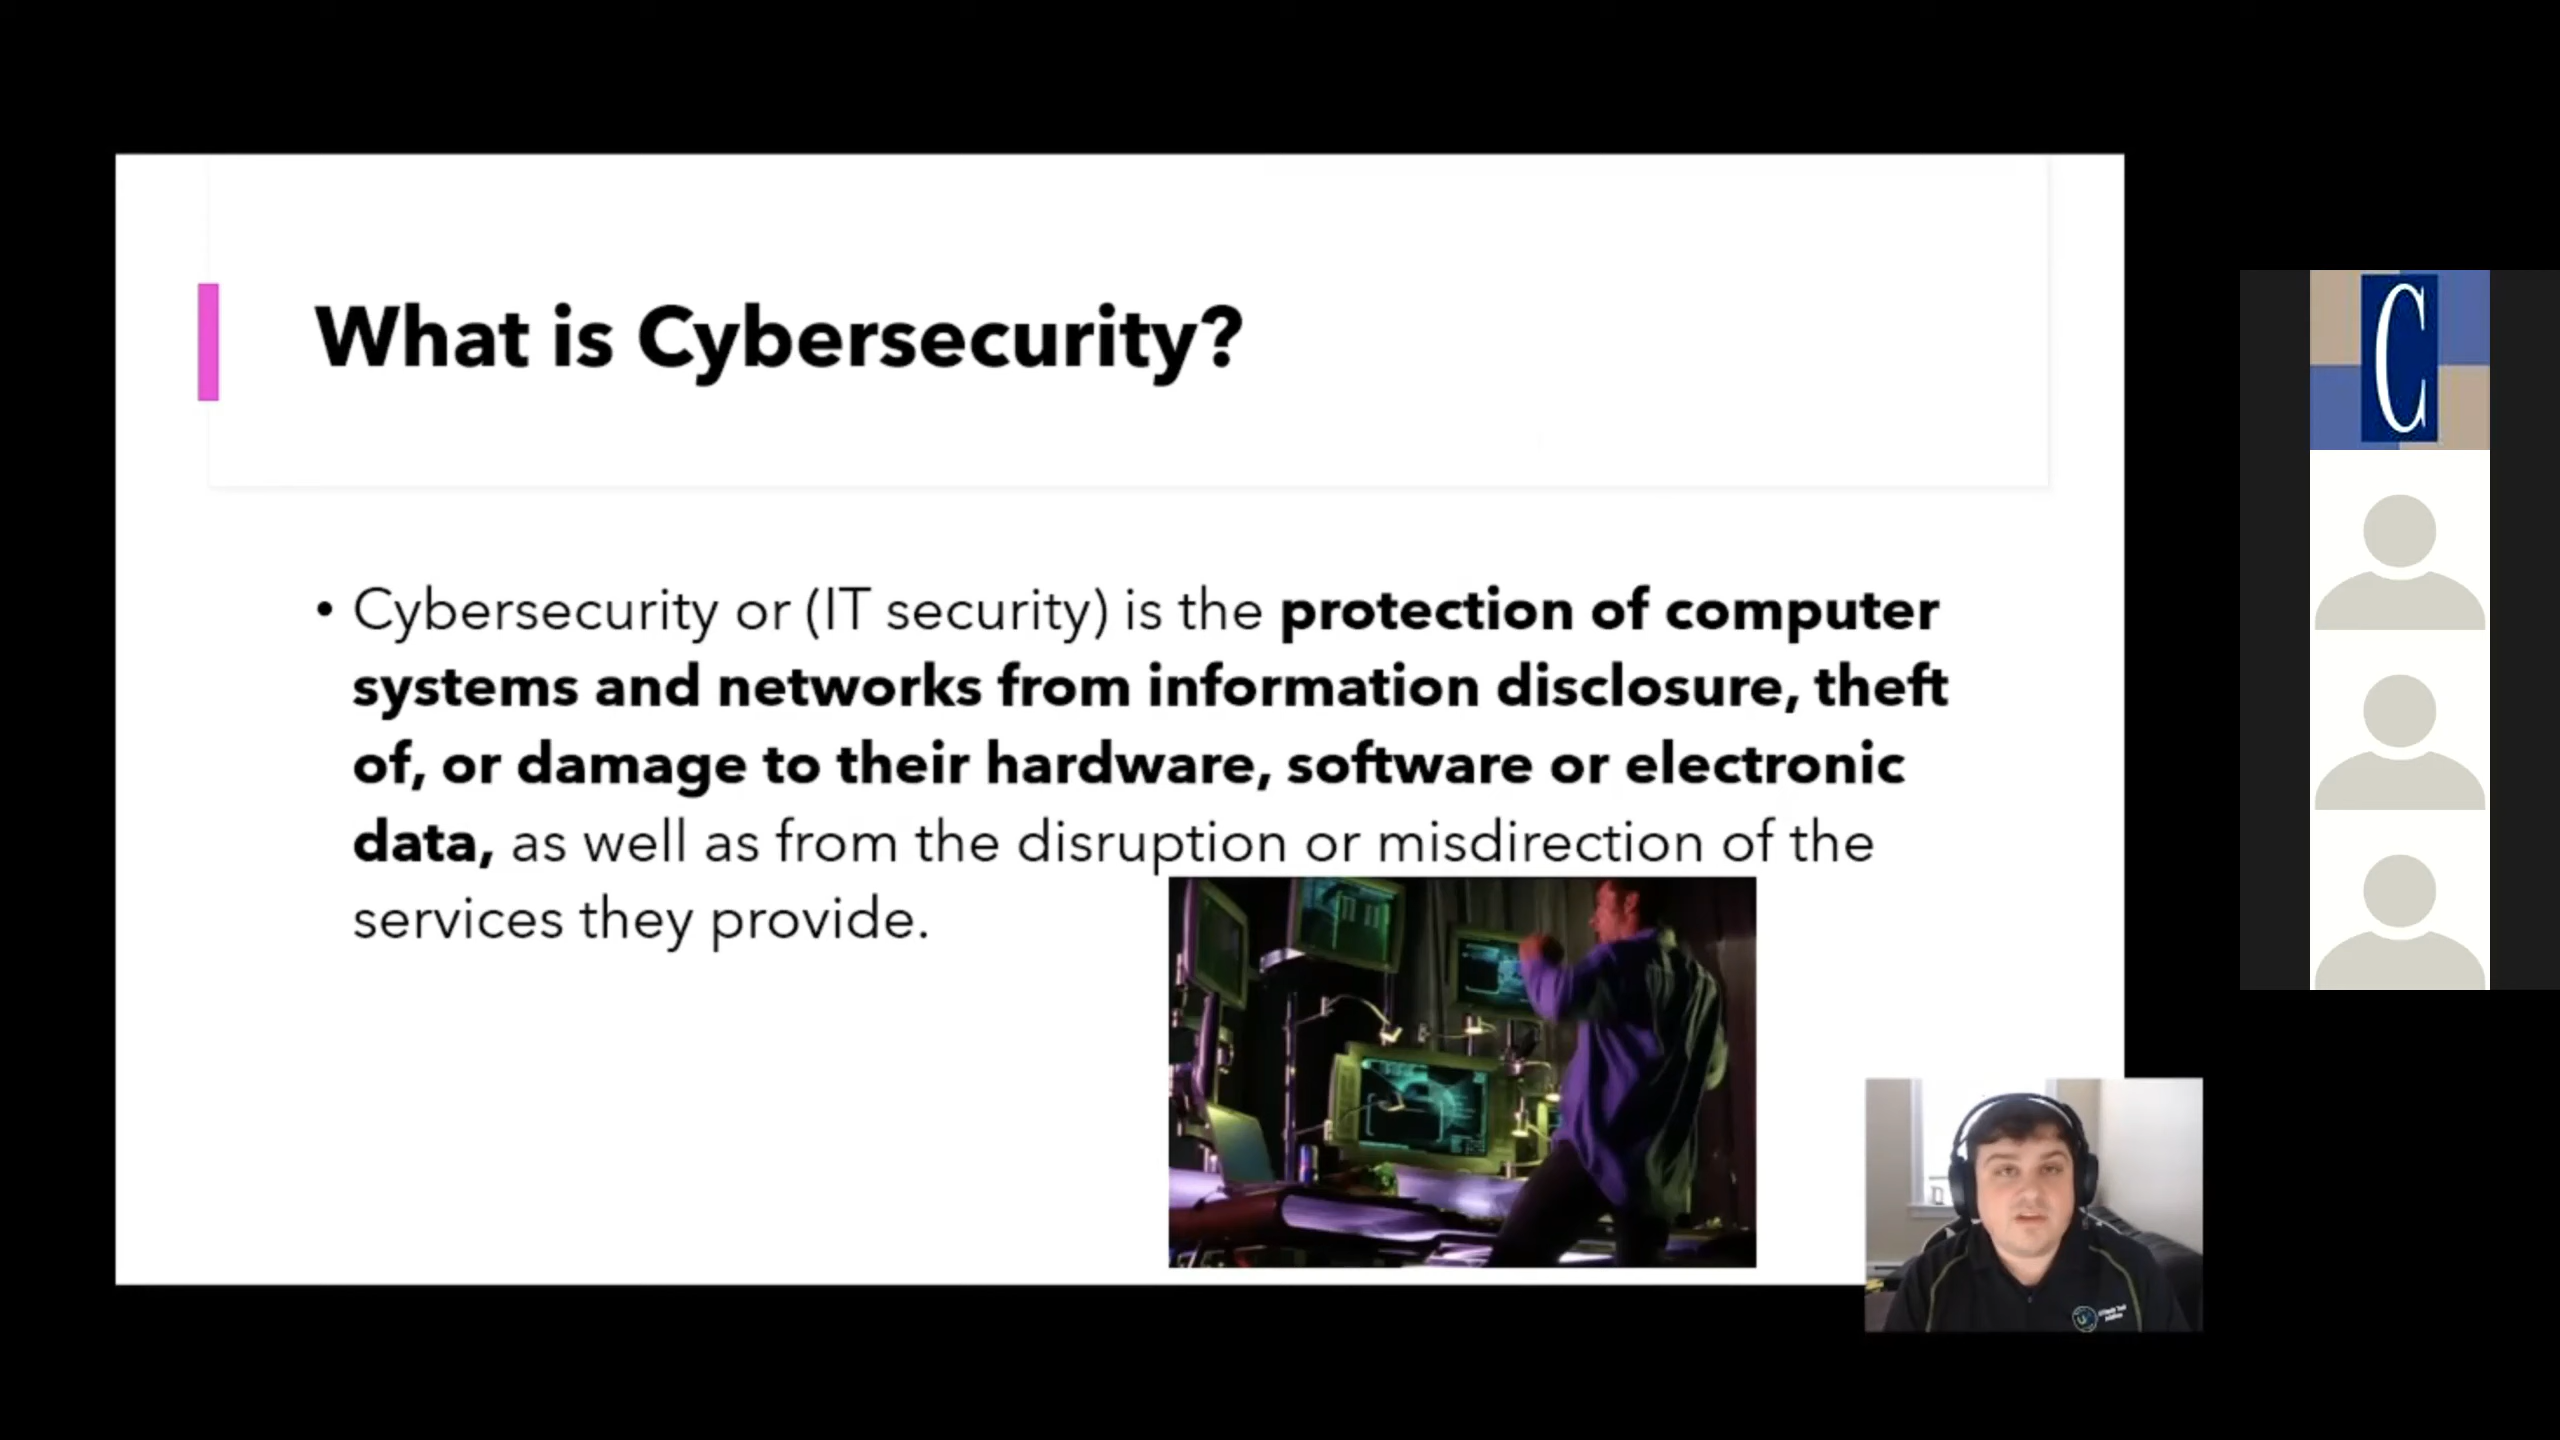 What is Cybersecurity?
• Cybersecurity or (IT security) is the protection of computer
systems and networks from information disclosure, theft
of, or damage to their hardware, software or electronic
data, as well as from the disruption or misdirection of the
services they provide.
C